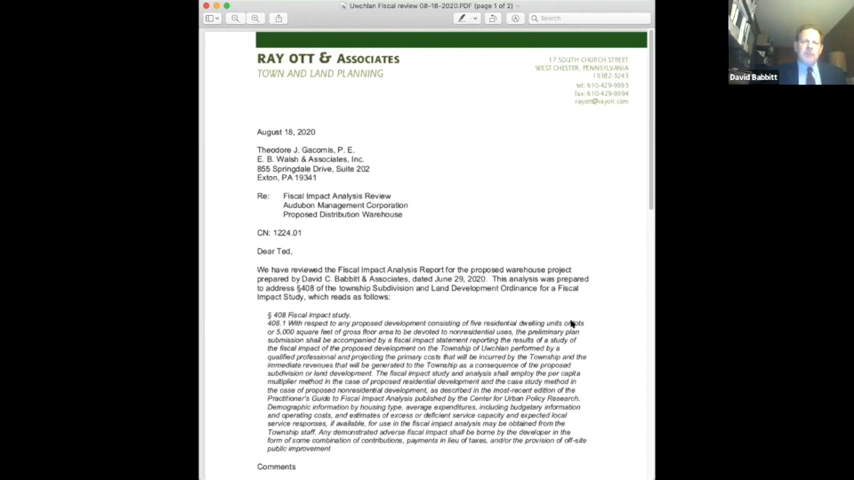 Uwchlan Fiscal review 08-18-2020.PDF (page 1 of 2)
Search
RAY OTT & ASSOCIATES
TOWN AND LAND PLANNING
17 SOUTH CHURCH STREET
WEST CHESTER, PENNSYLVANIA
19382-3243
tel: 610-429-9993
fax: 610-429-9994
rayott@rayott.com
August 18, 2020
Theodore J. Gacomis, P. E.
E. B. Walsh & Associates, Inc.
855 Springdale Drive, Suite 202
Exton, PA 19341
Re: Fiscal Impact Analysis Review
Audubon Management Corporation
Proposed Distribution Warehouse
CN: 1224.01
Dear Ted,
We have reviewed the Fiscal Impact Analysis Report for the proposed warehouse project
prepared by David C. Babbitt & Associates, dated June 29, 2020. This analysis was prepared
to address §408 of the township Subdivision and Land Development Ordinance for a Fiscal
Impact Study, which reads as follows:
§ 408 Fiscal impact study.
408.1 With respect to any proposed development consisting of five residential dwelling units or lots
or 5,000 square feet of gross floor area to be devoted to nonresidential uses, the preliminary plan
submission shall be accompanied by a fiscal impact statement reporting the results of a study of
the fiscal impact of the proposed development on the Township of Uwchlan performed by a
qualified professional and projecting the primary costs that will be incurred by the Township and the
immediate revenues that will be generated to the Township as a consequence of the proposed
subdivision or land development. The fiscal impact study and analysis shall employ the per capita
multiplier method in the case of proposed residential development and the case study method in
the case of proposed nonresidential development, as described in the most-recent edition of the
Practitioner's Guide to Fiscal Impact Analysis published by the Center for Urban Policy Research.
Demographic information by housing type, average expenditures, including budgetary information
and operating costs, and estimates of excess or deficient service capacity and expected local
service responses, if available, for use in the fiscal impact analysis may be obtained from the
Township staff. Any demonstrated adverse fiscal impact shall be borne by the developer in the
form of some combination of contributions, payments in lieu of taxes, and/or the provision of off-site
public improvement
Comments
David Babbitt